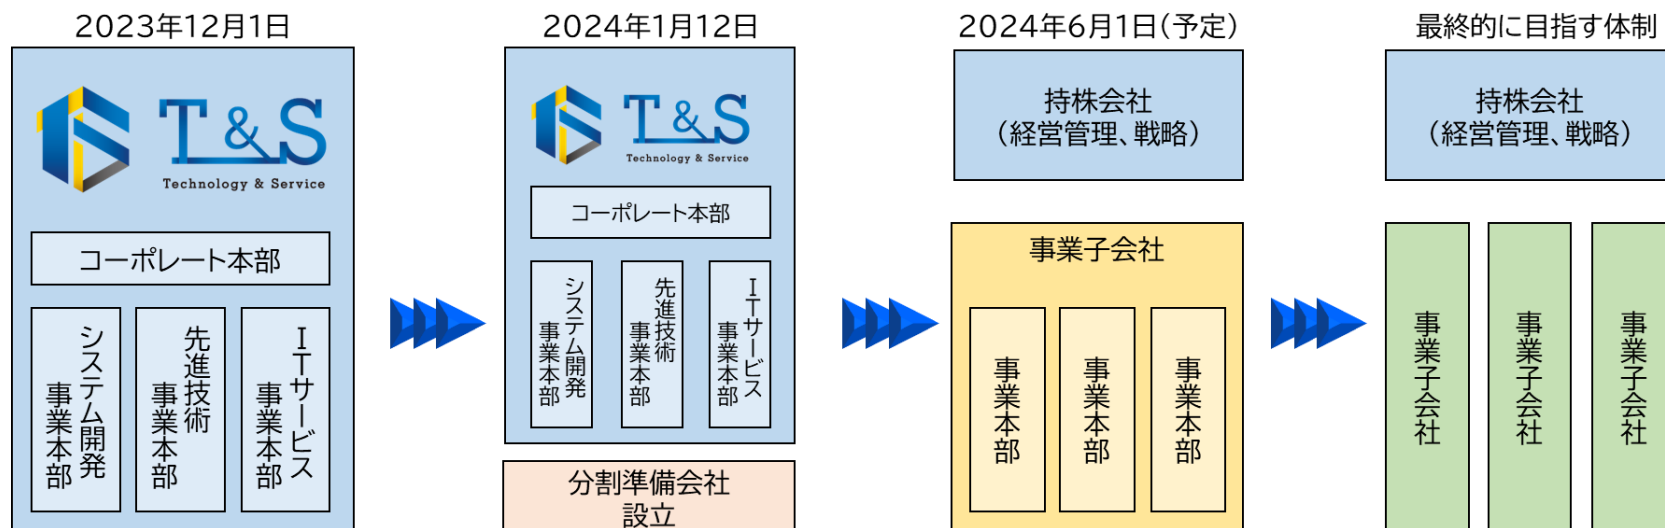 2023年12月1日
T&S
Technology & Service
コーポレート本部
システム開発
事業本部
先進技術
事業本部
ITサービス
事業本部
2024年1月12日
T&S
Technology & Service
コーポレート本部
システム開発
事業本部
先進技術
事業本部
ITサービス
事業本部
分割準備会社
設立
2024年6月1日(予定)
持株会社
(経営管理、戦略)
事業子会社
事業本部
事業本部
事業本部
最終的に目指す体制
持株会社
(経営管理、戦略)
事業子会社
事業子会社
事業子会社